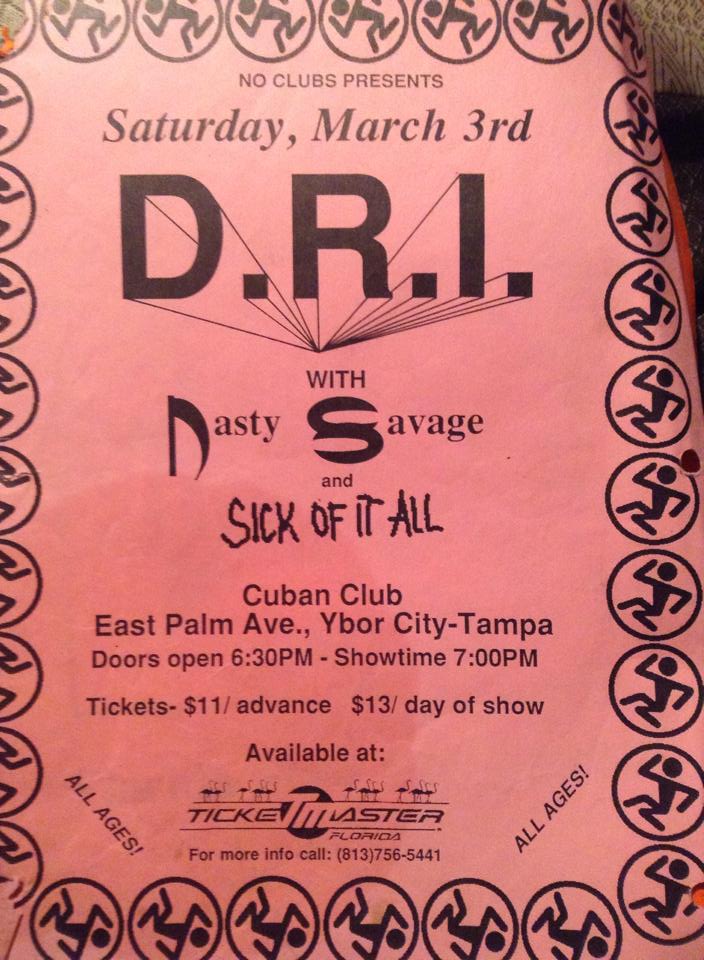 NO CLUBS PRESENTS
Saturday, March 3rd
D.R.I.
WITH
Nasty Savage
and
SICK OF IT ALL
Cuban Club
East Palm Ave., Ybor City-Tampa
Doors open 6:30PM - Showtime 7:00PM
Tickets- $11/ advance $13/ day of show
Available at:
ALL AGES!
TICKETMASTER
FLORIDA
ALL AGES!
For more info call: (813)756-5441